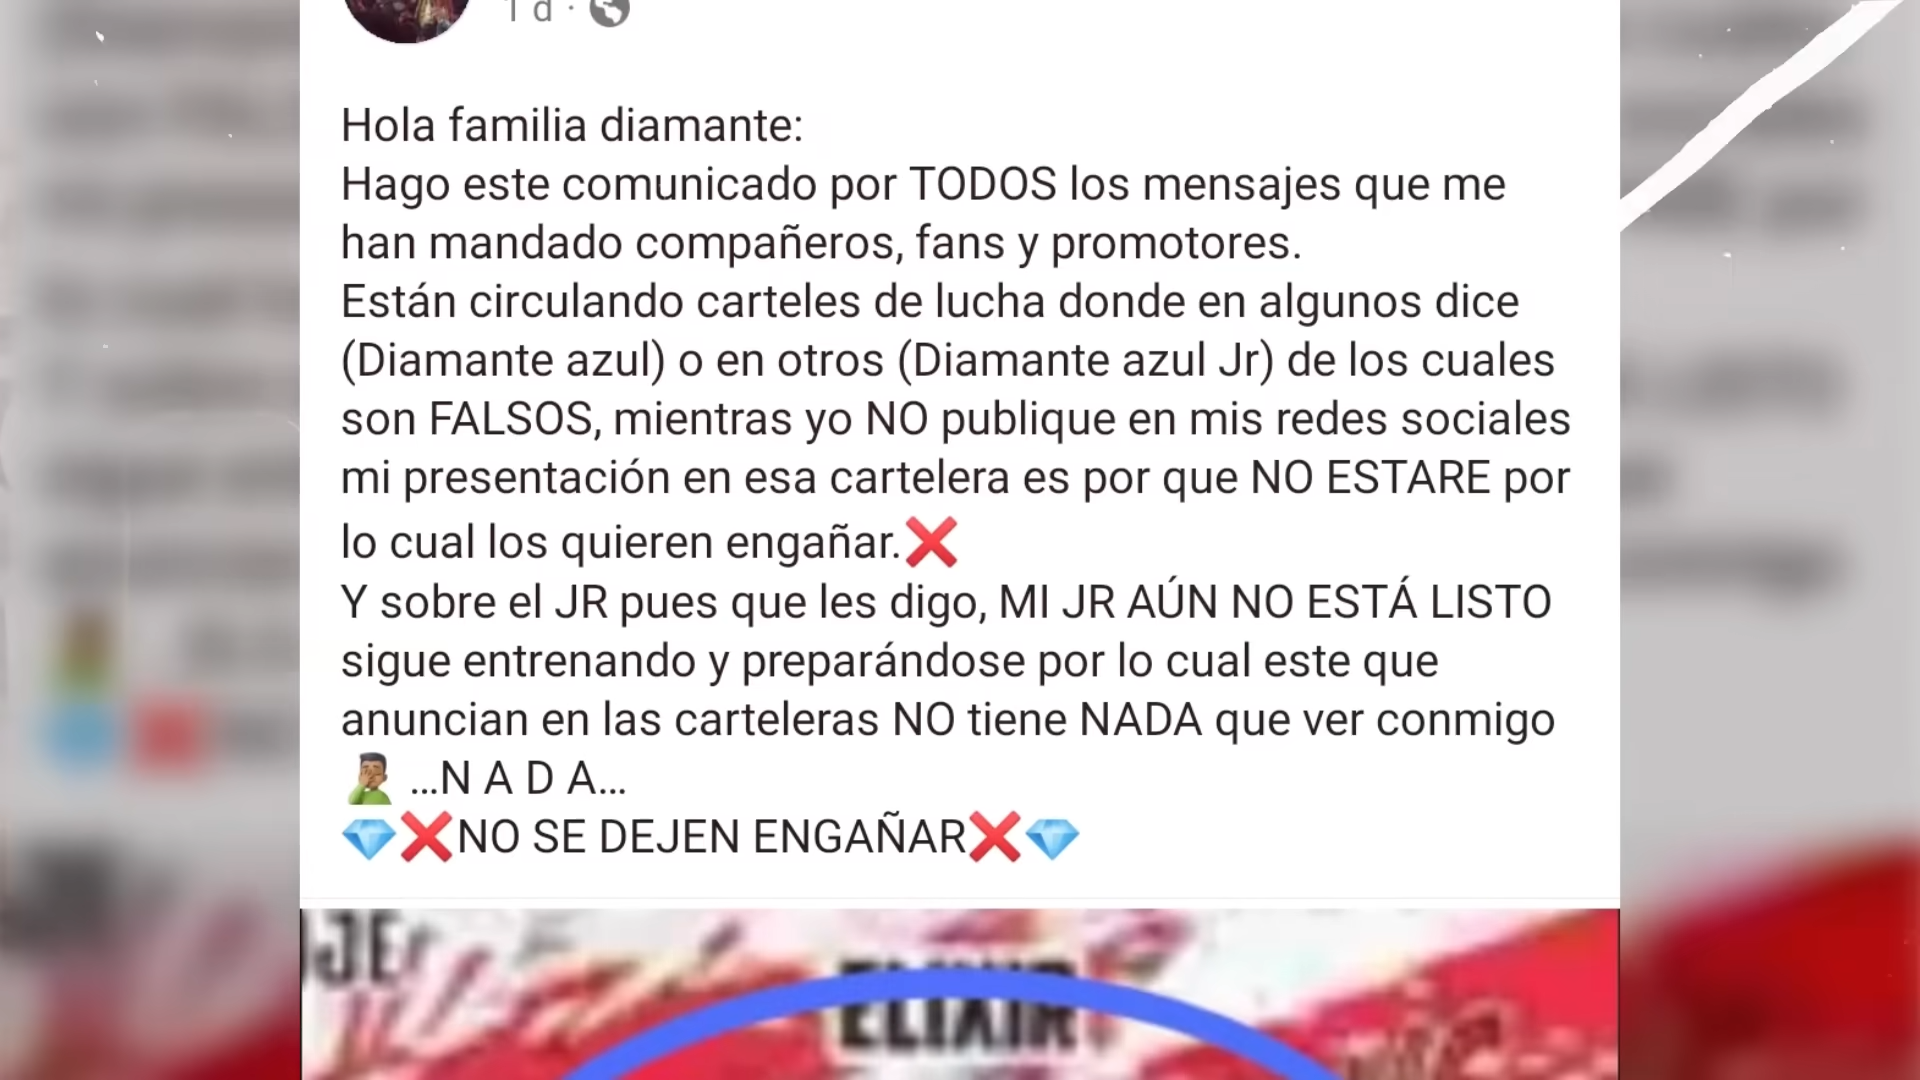 1 d ·
Hola familia diamante:
Hago este comunicado por TODOS los mensajes que me
han mandado compañeros, fans y promotores.
Están circulando carteles de lucha donde en algunos dice
(Diamante azul) o en otros (Diamante azul Jr) de los cuales
son FALSOS, mientras yo NO publique en mis redes sociales
mi presentación en esa cartelera es por que NO ESTARE por
lo cual los quieren engañar.❌
Y sobre el JR pues que les digo, MI JR AÚN NO ESTÁ LISTO
sigue entrenando y preparándose por lo cual este que
anuncian en las carteleras NO tiene NADA que ver conmigo
🤦🏽‍♂️ ...N A D A...
💎❌NO SE DEJEN ENGAÑAR❌💎
ELIXIR